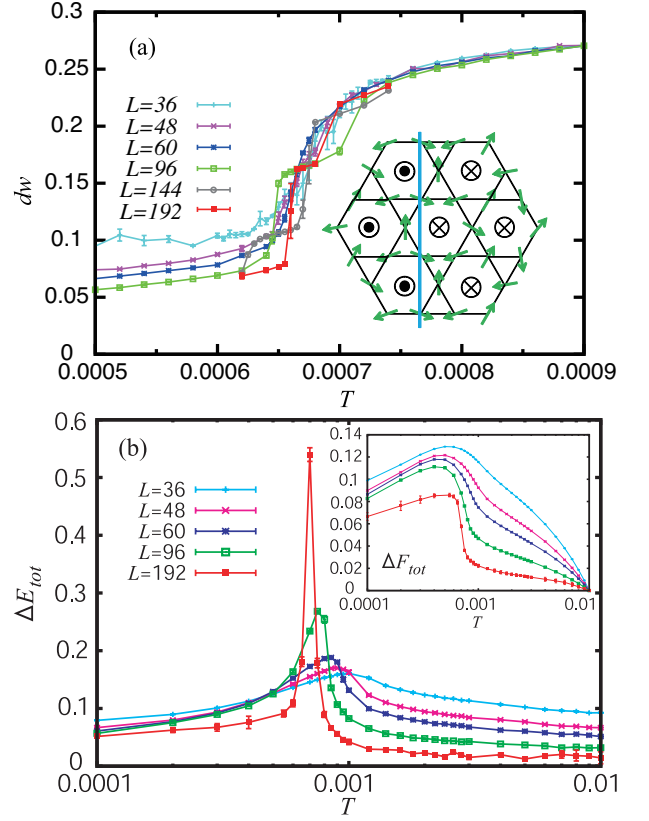 (a)
0.3
0.25
0.2
0.15
0.1
0.05
0
dw
L=36
L=48
L=60
L=96
L=144
L=192
0.0005 0.0006 0.0007 0.0008 0.0009
T
(b)
0.6
0.5
0.4
0.3
0.2
0.1
0
ΔE_tot
L=36
L=48
L=60
L=96
L=192
0.14
0.12
0.10
0.08
0.06
0.04
0.02
0
ΔF_tot
0.0001 0.001 0.01
T
0.0001 0.001 0.01
T